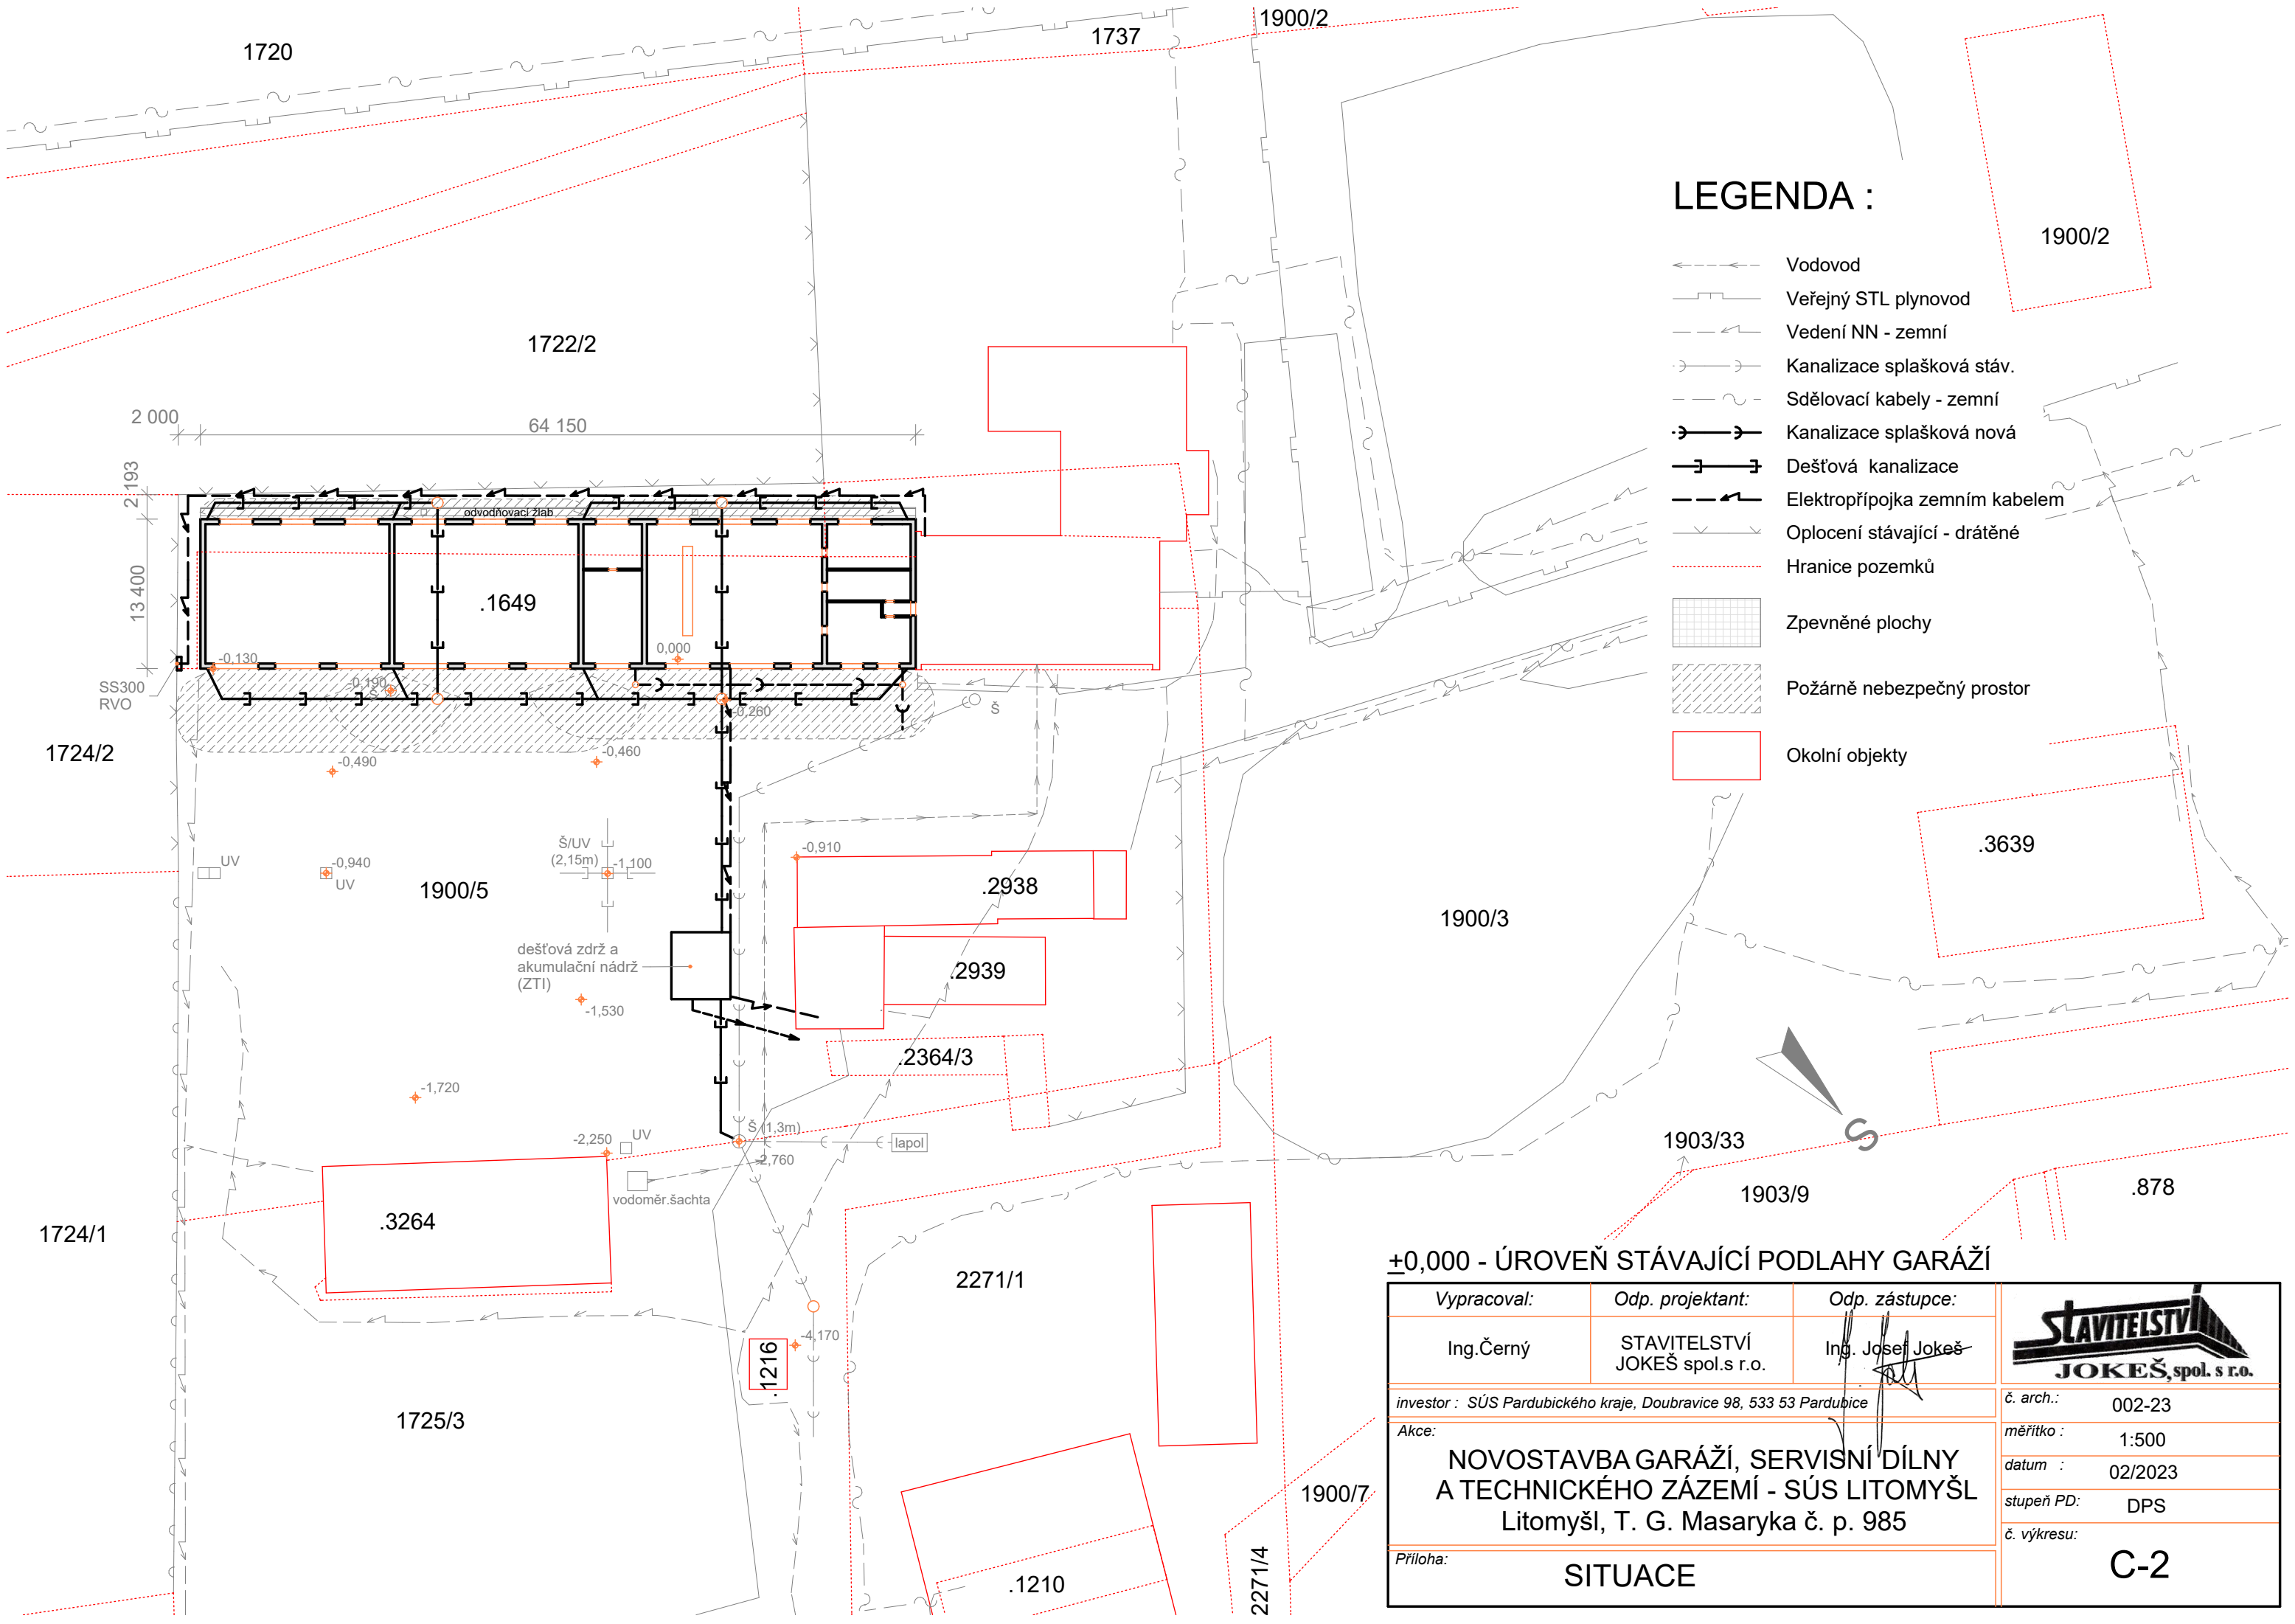 1720
1737
1900/2
LEGENDA :
1900/2
Vodovod
Veřejný STL plynovod
1722/2
Vedení NN - zemní
Kanalizace splašková stáv.
Sdělovací kabely - zemní
2 000
64 150
Kanalizace splašková nová
Dešťová kanalizace
2 193
Elektropřípojka zemním kabelem
odvodňovací žlab
Oplocení stávající - drátěné
Hranice pozemků
13 400
.1649
Zpevněné plochy
0,000
-0,130
SS300
RVO
-0,190
Š
Požárně nebezpečný prostor
-0,260
Š
1724/2
-0,460
-0,490
Okolní objekty
Š/UV
(2,15m)
-1,100
UV
-0,940
UV
-0,910
.3639
1900/5
.2938
1900/3
dešťová zdrž a
akumulační nádrž
(ZTI)
.2939
-1,530
.2364/3
-1,720
Š (1,3m)
-2,250
UV
lapol
-2,760
S
1903/33
vodoměr.šachta
1903/9
.878
.3264
1724/1
2271/1
±0,000 - ÚROVEŇ STÁVAJÍCÍ PODLAHY GARÁŽÍ
-4,170
.1216
1725/3
1900/7
.1210
2271/4
Vypracoval:
Odp. projektant:
Odp. zástupce:
Ing.Černý
STAVITELSTVÍ
JOKEŠ spol.s r.o.
Ing. Josef Jokeš
STAVITELSTVÍ
JOKEŠ, spol. s r.o.
investor : SÚS Pardubického kraje, Doubravice 98, 533 53 Pardubice
č. arch.: 002-23
Akce:
NOVOSTAVBA GARÁŽÍ, SERVISNÍ DÍLNY
A TECHNICKÉHO ZÁZEMÍ - SÚS LITOMYŠL
Litomyšl, T. G. Masaryka č. p. 985
měřítko : 1:500
datum : 02/2023
stupeň PD: DPS
č. výkresu:
C-2
Příloha:
SITUACE